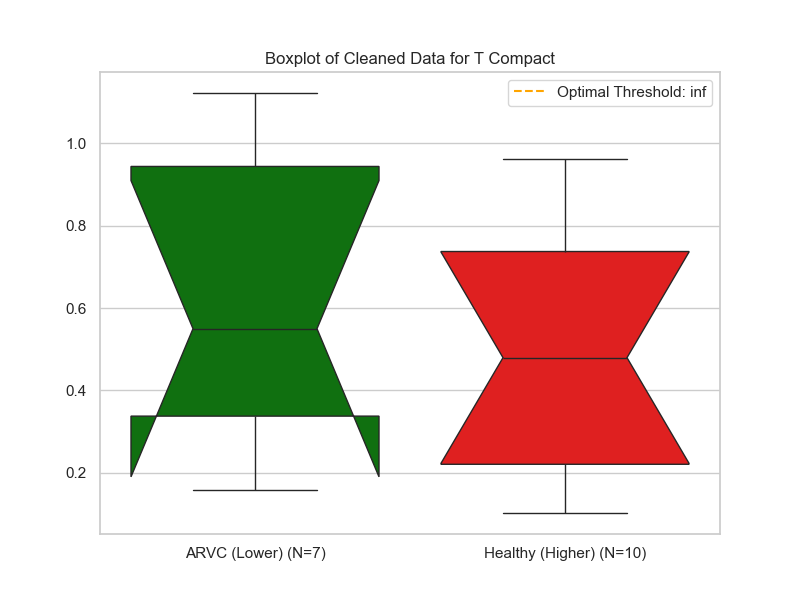 Boxplot of Cleaned Data for T Compact
Optimal Threshold: inf
1.0
0.8
0.6
0.4
0.2
ARVC (Lower) (N=7)
Healthy (Higher) (N=10)